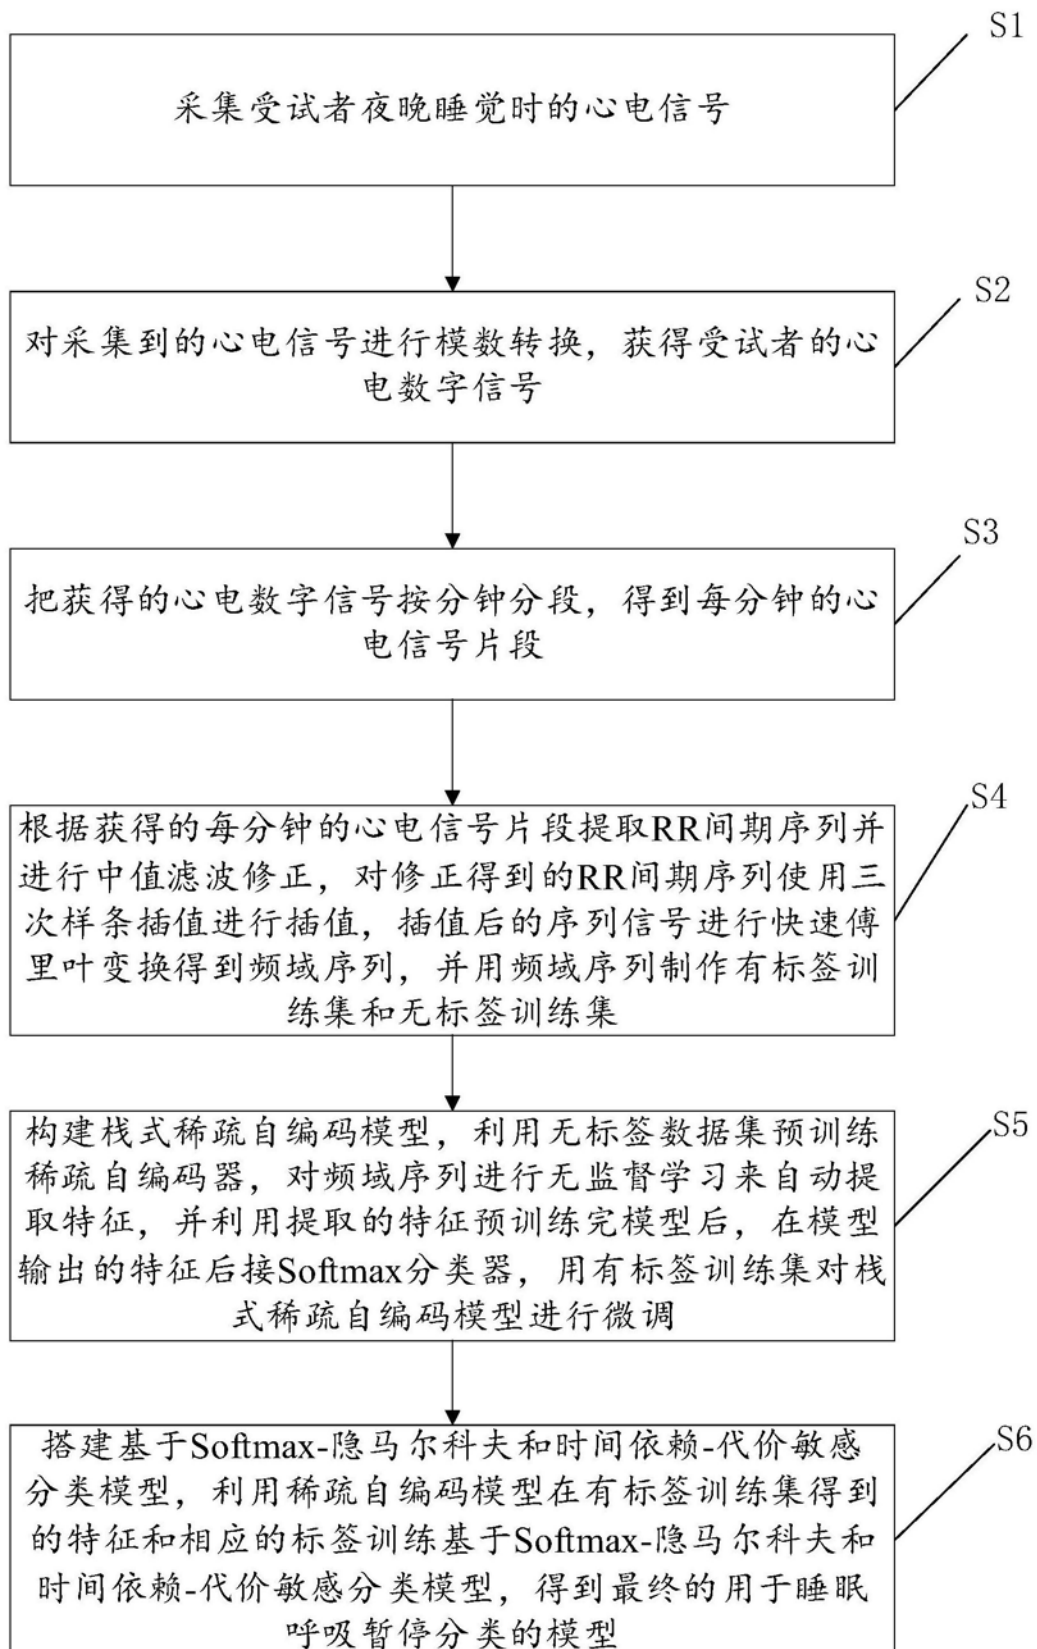 S1
采集受试者夜晚睡觉时的心电信号
S2
对采集到的心电信号进行模数转换，获得受试者的心
电数字信号
S3
把获得的心电数字信号按分钟分段，得到每分钟的心
电信号片段
S4
根据获得的每分钟的心电信号片段提取RR间期序列并
进行中值滤波修正，对修正得到的RR间期序列使用三
次样条插值进行插值，插值后的序列信号进行快速傅
里叶变换得到频域序列，并用频域序列制作有标签训
练集和无标签训练集
S5
构建栈式稀疏自编码模型，利用无标签数据集预训练
稀疏自编码器，对频域序列进行无监督学习来自动提
取特征，并利用提取的特征预训练完模型后，在模型
输出的特征后接Softmax分类器，用有标签训练集对栈
式稀疏自编码模型进行微调
S6
搭建基于Softmax-隐马尔科夫和时间依赖-代价敏感
分类模型，利用稀疏自编码模型在有标签训练集得到
的特征和相应的标签训练基于Softmax-隐马尔科夫和
时间依赖-代价敏感分类模型，得到最终的用于睡眠
呼吸暂停分类的模型